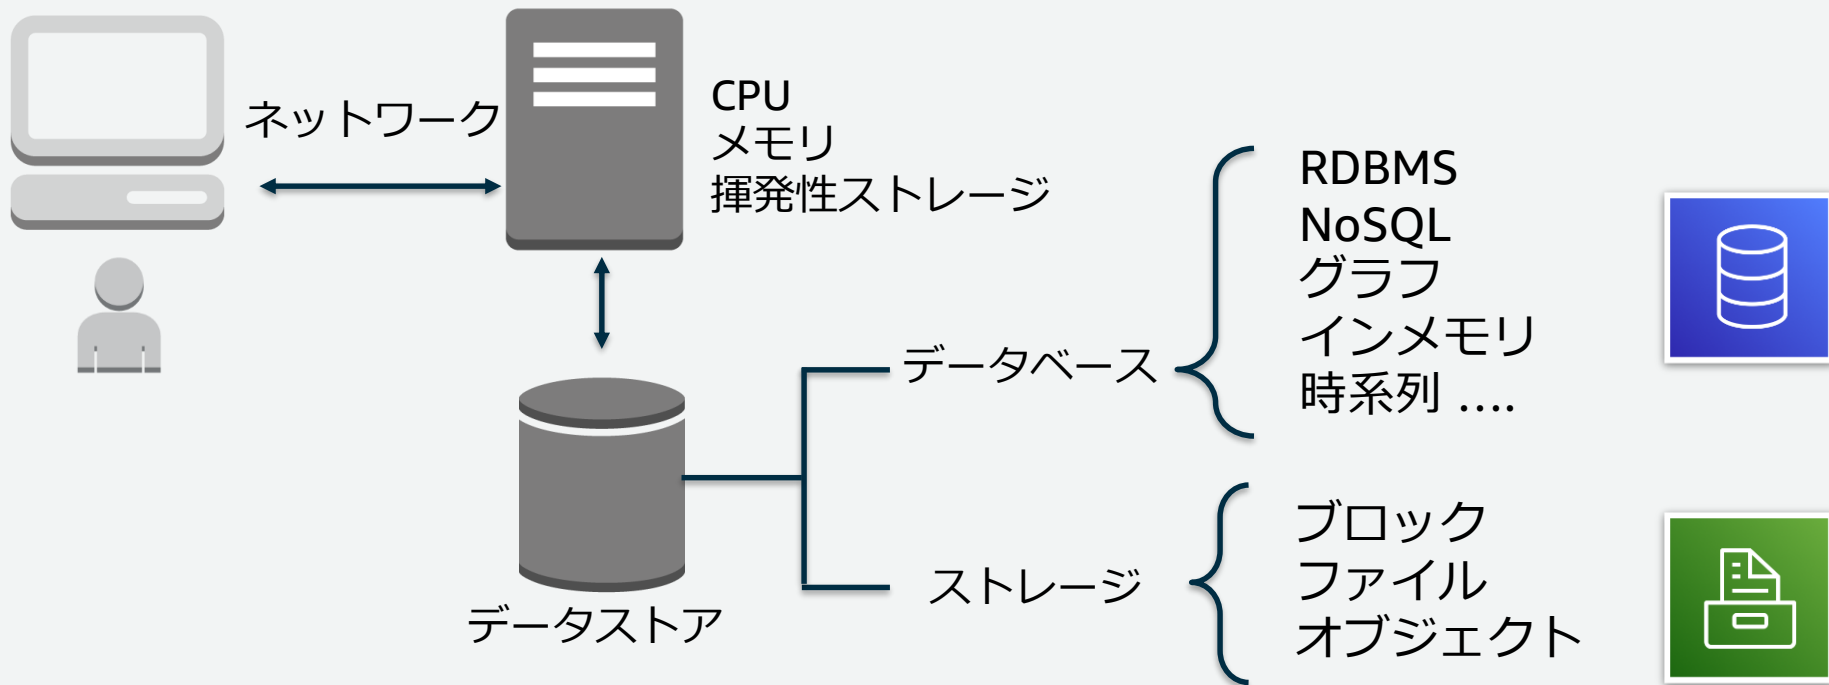 ネットワーク
CPU
メモリ
揮発性ストレージ
データストア
データベース
RDBMS
NoSQL
グラフ
インメモリ
時系列 ....
ストレージ
ブロック
ファイル
オブジェクト